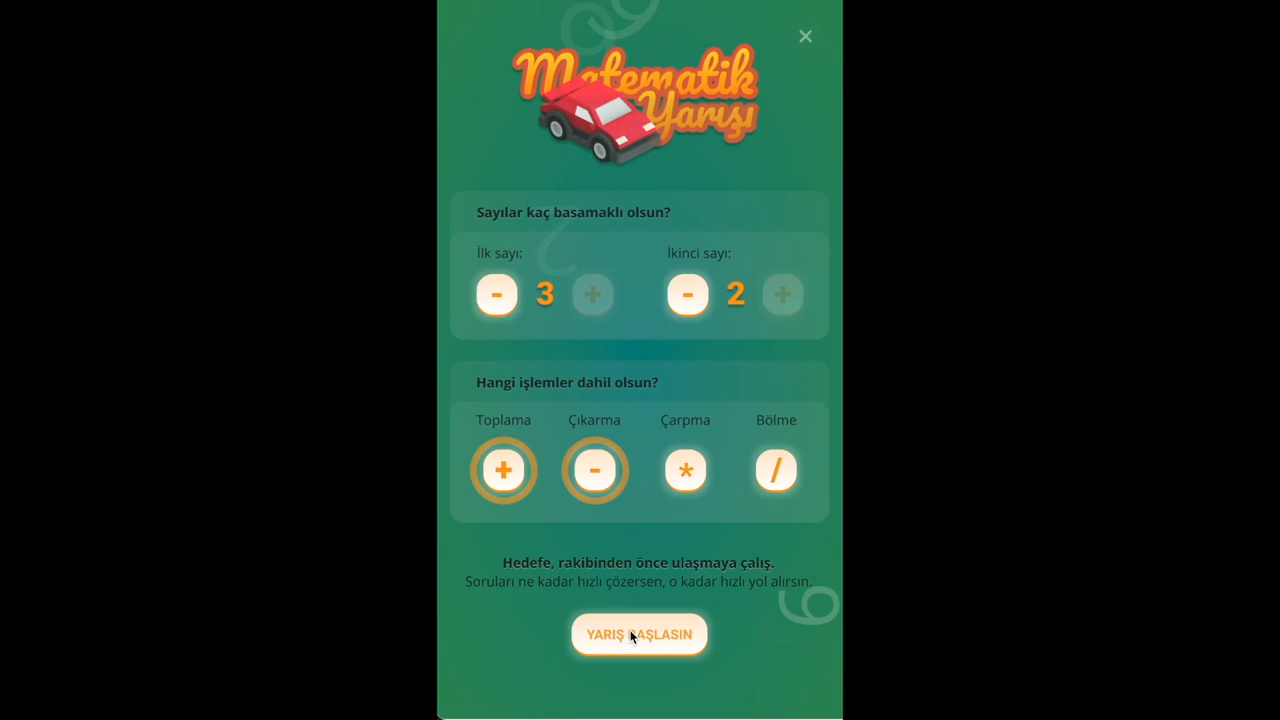 Matematik
Yarışı
Sayılar kaç basamaklı olsun?
İlk sayı: İkinci sayı:
- 3 + - 2 +
Hangi işlemler dahil olsun?
Toplama Çıkarma Çarpma Bölme
+ - * /
Hedefe, rakibinden önce ulaşmaya çalış.
Soruları ne kadar hızlı çözersen, o kadar hızlı yol alırsın.
YARIŞ BAŞLASIN